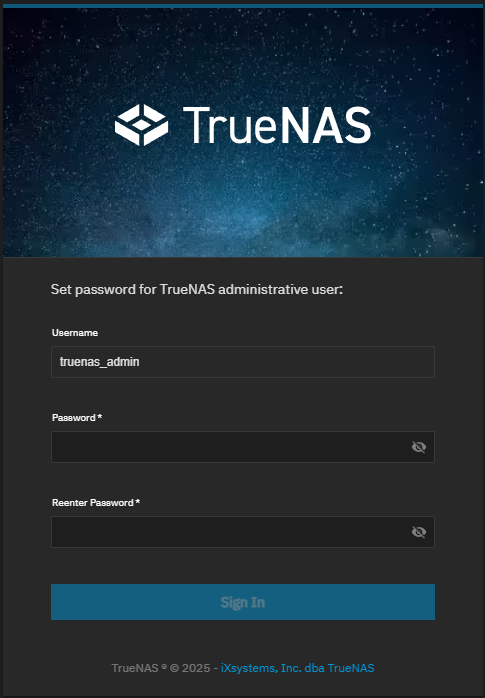 TrueNAS
Set password for TrueNAS administrative user:
Username
truenas_admin
Password *
Reenter Password *
Sign In
TrueNAS ® © 2025 - iXsystems, Inc. dba TrueNAS